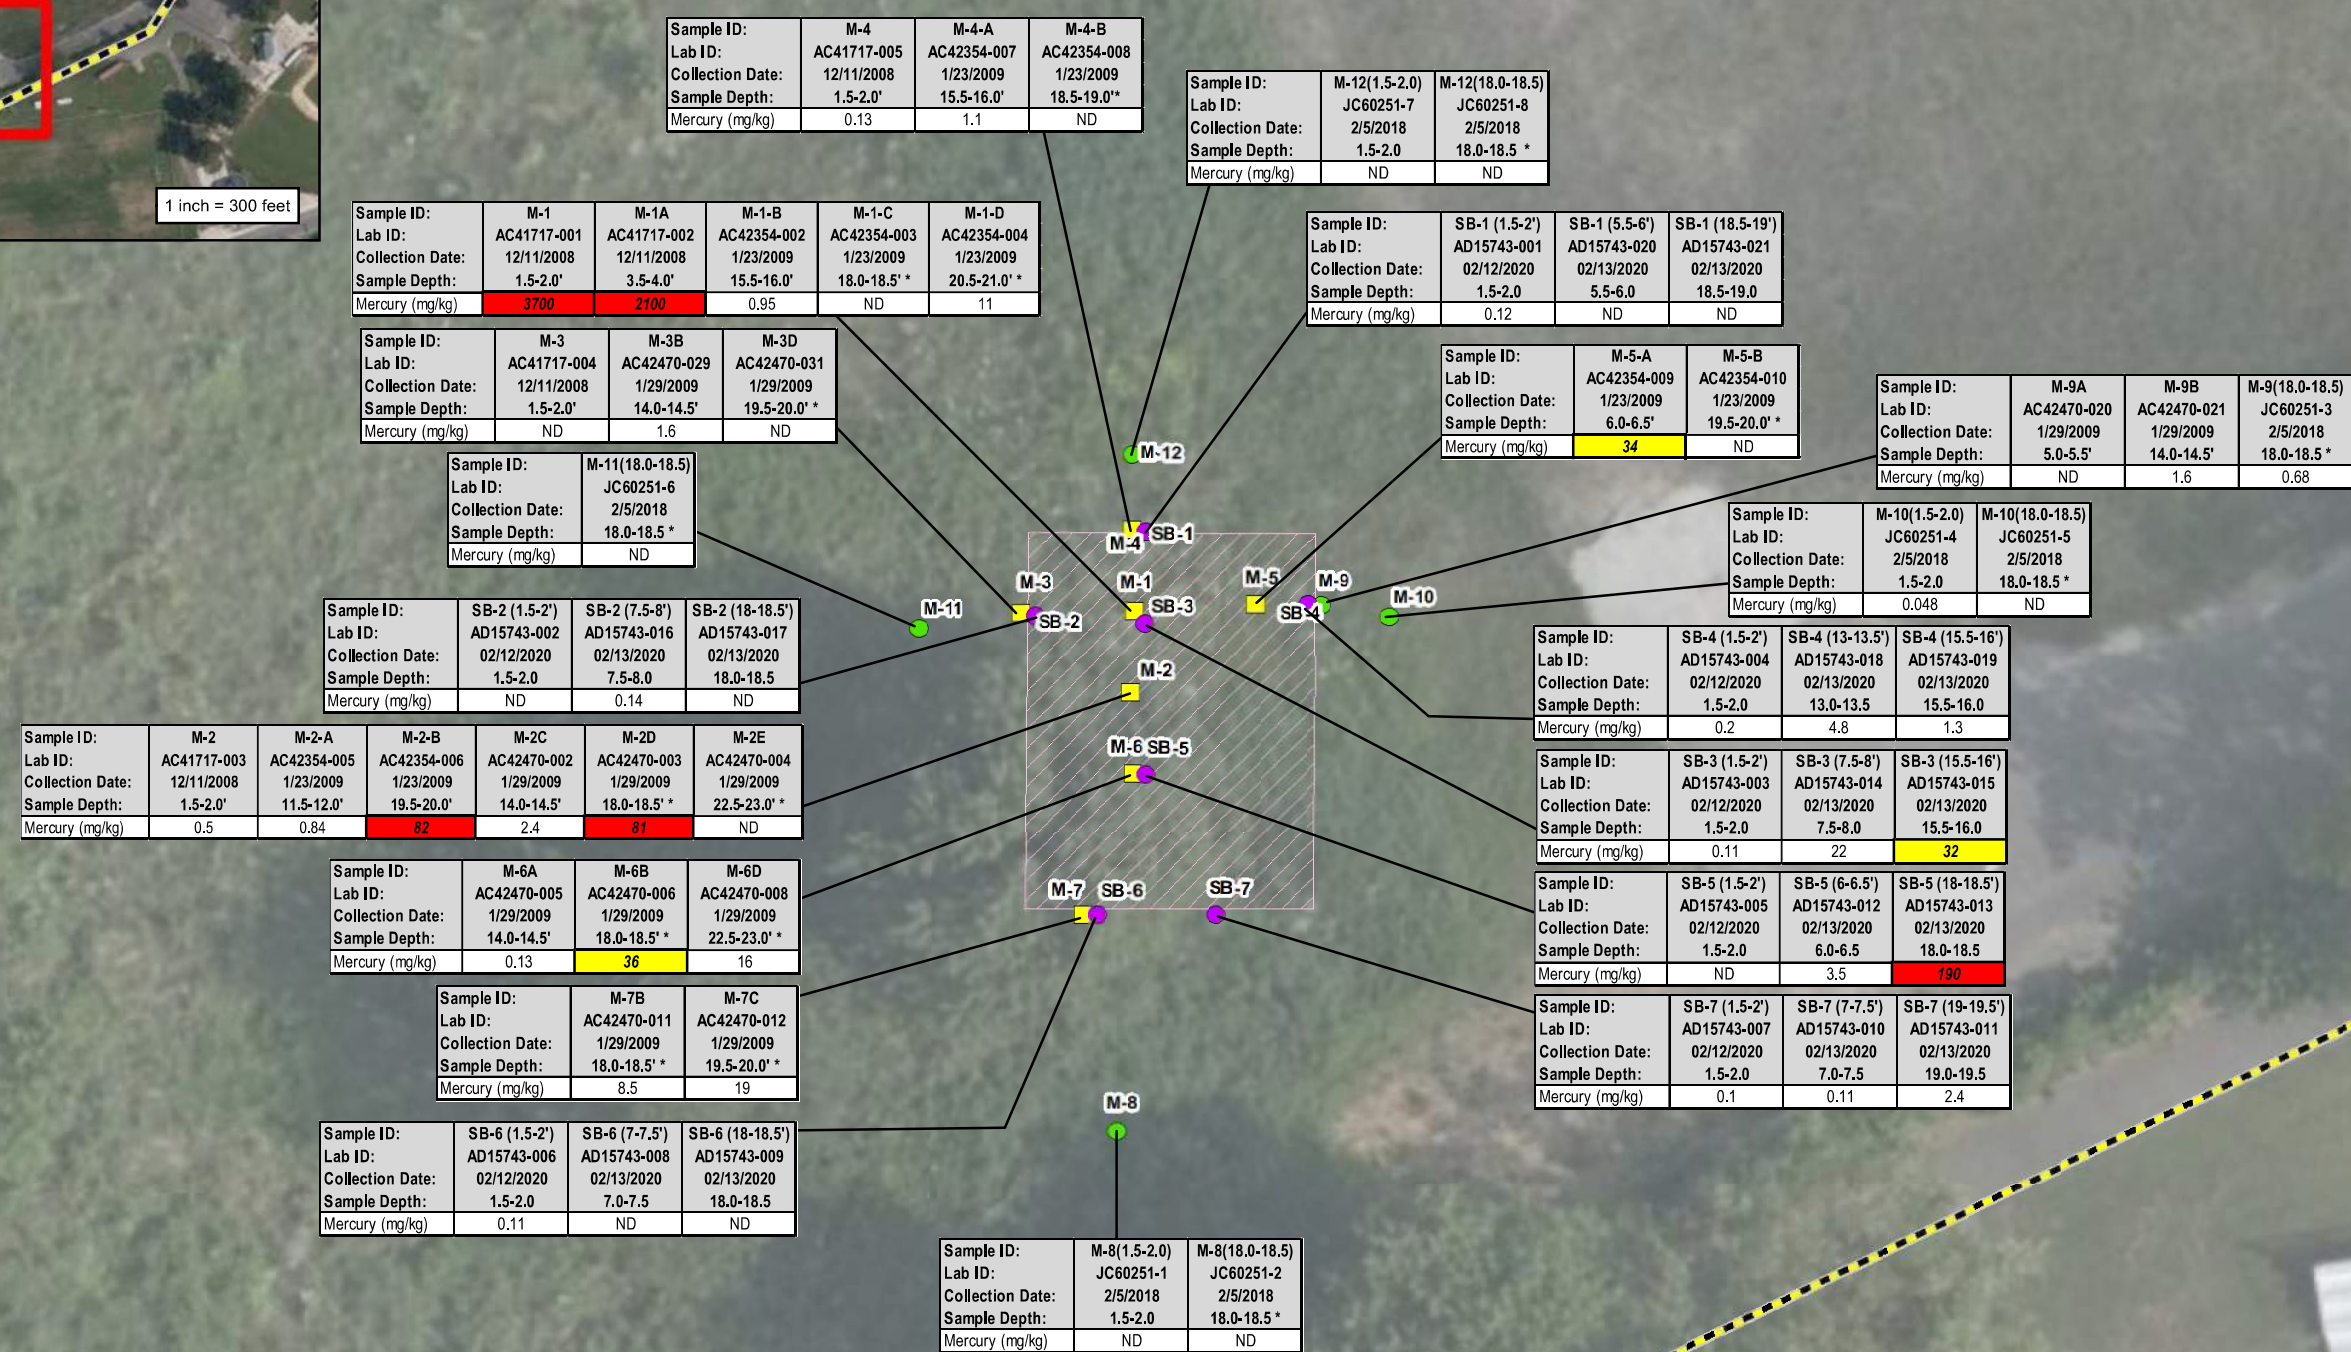 1 inch = 300 feet
Sample ID: M-4 M-4-A M-4-B
Lab ID: AC41717-005 AC42354-007 AC42354-008
Collection Date: 12/11/2008 1/23/2009 1/23/2009
Sample Depth: 1.5-2.0' 15.5-16.0' 18.5-19.0'*
Mercury (mg/kg) 0.13 1.1 ND
Sample ID: M-12(1.5-2.0) M-12(18.0-18.5)
Lab ID: JC60251-7 JC60251-8
Collection Date: 2/5/2018 2/5/2018
Sample Depth: 1.5-2.0 18.0-18.5 *
Mercury (mg/kg) ND ND
Sample ID: M-1 M-1A M-1-B M-1-C M-1-D
Lab ID: AC41717-001 AC41717-002 AC42354-002 AC42354-003 AC42354-004
Collection Date: 12/11/2008 12/11/2008 1/23/2009 1/23/2009 1/23/2009
Sample Depth: 1.5-2.0' 3.5-4.0' 15.5-16.0' 18.0-18.5' * 20.5-21.0' *
Mercury (mg/kg) 3700 2100 0.95 ND 11
Sample ID: SB-1 (1.5-2') SB-1 (5.5-6') SB-1 (18.5-19')
Lab ID: AD15743-001 AD15743-020 AD15743-021
Collection Date: 02/12/2020 02/13/2020 02/13/2020
Sample Depth: 1.5-2.0 5.5-6.0 18.5-19.0
Mercury (mg/kg) 0.12 ND ND
Sample ID: M-3 M-3B M-3D
Lab ID: AC41717-004 AC42470-029 AC42470-031
Collection Date: 12/11/2008 1/29/2009 1/29/2009
Sample Depth: 1.5-2.0' 14.0-14.5' 19.5-20.0' *
Mercury (mg/kg) ND 1.6 ND
Sample ID: M-5-A M-5-B
Lab ID: AC42354-009 AC42354-010
Collection Date: 1/23/2009 1/23/2009
Sample Depth: 6.0-6.5' 19.5-20.0' *
Mercury (mg/kg) 34 ND
Sample ID: M-9A M-9B M-9(18.0-18.5)
Lab ID: AC42470-020 AC42470-021 JC60251-3
Collection Date: 1/29/2009 1/29/2009 2/5/2018
Sample Depth: 5.0-5.5' 14.0-14.5' 18.0-18.5 *
Mercury (mg/kg) ND 1.6 0.68
Sample ID: M-11(18.0-18.5)
Lab ID: JC60251-6
Collection Date: 2/5/2018
Sample Depth: 18.0-18.5 *
Mercury (mg/kg) ND
Sample ID: M-10(1.5-2.0) M-10(18.0-18.5)
Lab ID: JC60251-4 JC60251-5
Collection Date: 2/5/2018 2/5/2018
Sample Depth: 1.5-2.0 18.0-18.5 *
Mercury (mg/kg) 0.048 ND
M-12
M-4 SB-1
M-3 M-1 M-5 M-9
M-11 SB-2 SB-3 SB-4 M-10
M-2
M-6 SB-5
M-7 SB-6 SB-7
M-8
Sample ID: SB-2 (1.5-2') SB-2 (7.5-8') SB-2 (18-18.5')
Lab ID: AD15743-002 AD15743-016 AD15743-017
Collection Date: 02/12/2020 02/13/2020 02/13/2020
Sample Depth: 1.5-2.0 7.5-8.0 18.0-18.5
Mercury (mg/kg) ND 0.14 ND
Sample ID: SB-4 (1.5-2') SB-4 (13-13.5') SB-4 (15.5-16')
Lab ID: AD15743-004 AD15743-018 AD15743-019
Collection Date: 02/12/2020 02/13/2020 02/13/2020
Sample Depth: 1.5-2.0 13.0-13.5 15.5-16.0
Mercury (mg/kg) 0.2 4.8 1.3
Sample ID: M-2 M-2-A M-2-B M-2C M-2D M-2E
Lab ID: AC41717-003 AC42354-005 AC42354-006 AC42470-002 AC42470-003 AC42470-004
Collection Date: 12/11/2008 1/23/2009 1/23/2009 1/29/2009 1/29/2009 1/29/2009
Sample Depth: 1.5-2.0' 11.5-12.0' 19.5-20.0' 14.0-14.5' 18.0-18.5' * 22.5-23.0' *
Mercury (mg/kg) 0.5 0.84 82 2.4 81 ND
Sample ID: SB-3 (1.5-2') SB-3 (7.5-8') SB-3 (15.5-16')
Lab ID: AD15743-003 AD15743-014 AD15743-015
Collection Date: 02/12/2020 02/13/2020 02/13/2020
Sample Depth: 1.5-2.0 7.5-8.0 15.5-16.0
Mercury (mg/kg) 0.11 22 32
Sample ID: M-6A M-6B M-6D
Lab ID: AC42470-005 AC42470-006 AC42470-008
Collection Date: 1/29/2009 1/29/2009 1/29/2009
Sample Depth: 14.0-14.5' 18.0-18.5' * 22.5-23.0' *
Mercury (mg/kg) 0.13 36 16
Sample ID: SB-5 (1.5-2') SB-5 (6-6.5') SB-5 (18-18.5')
Lab ID: AD15743-005 AD15743-012 AD15743-013
Collection Date: 02/12/2020 02/13/2020 02/13/2020
Sample Depth: 1.5-2.0 6.0-6.5 18.0-18.5
Mercury (mg/kg) ND 3.5 190
Sample ID: M-7B M-7C
Lab ID: AC42470-011 AC42470-012
Collection Date: 1/29/2009 1/29/2009
Sample Depth: 18.0-18.5' * 19.5-20.0' *
Mercury (mg/kg) 8.5 19
Sample ID: SB-7 (1.5-2') SB-7 (7-7.5') SB-7 (19-19.5')
Lab ID: AD15743-007 AD15743-010 AD15743-011
Collection Date: 02/12/2020 02/13/2020 02/13/2020
Sample Depth: 1.5-2.0 7.0-7.5 19.0-19.5
Mercury (mg/kg) 0.1 0.11 2.4
Sample ID: SB-6 (1.5-2') SB-6 (7-7.5') SB-6 (18-18.5')
Lab ID: AD15743-006 AD15743-008 AD15743-009
Collection Date: 02/12/2020 02/13/2020 02/13/2020
Sample Depth: 1.5-2.0 7.0-7.5 18.0-18.5
Mercury (mg/kg) 0.11 ND ND
Sample ID: M-8(1.5-2.0) M-8(18.0-18.5)
Lab ID: JC60251-1 JC60251-2
Collection Date: 2/5/2018 2/5/2018
Sample Depth: 1.5-2.0 18.0-18.5 *
Mercury (mg/kg) ND ND